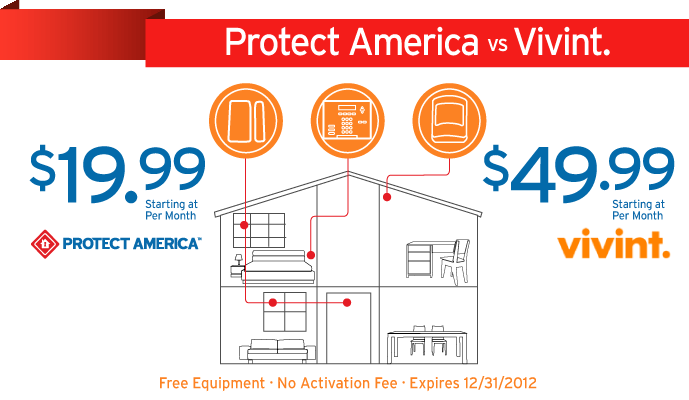 Protect America vs Vivint.
$19.99
Starting at
Per Month
PROTECT AMERICA™
$49.99
Starting at
Per Month
vivint.
Free Equipment · No Activation Fee · Expires 12/31/2012